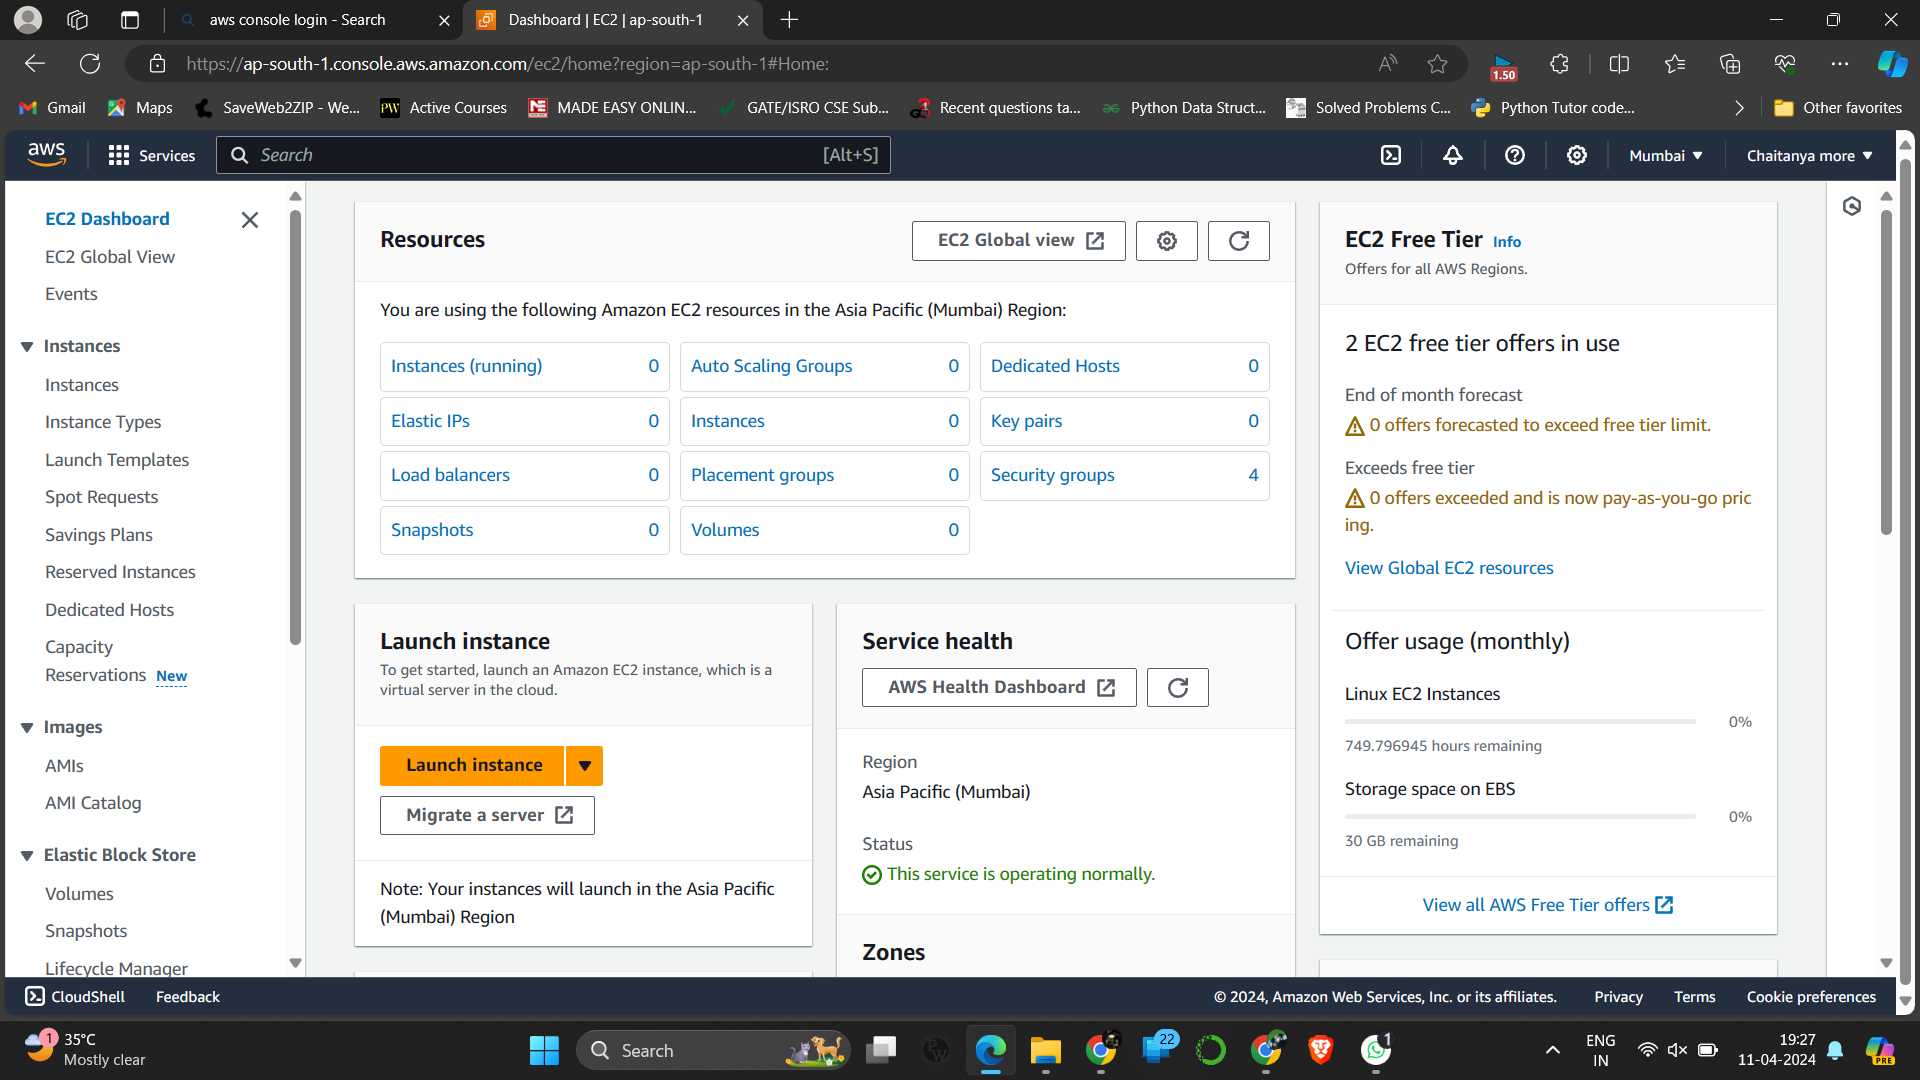 aws console login - Search
Dashboard | EC2 | ap-south-1
https://ap-south-1.console.aws.amazon.com/ec2/home?region=ap-south-1#Home:
1.50
Gmail
Maps
SaveWeb2ZIP - We...
Active Courses
MADE EASY ONLIN...
GATE/ISRO CSE Sub...
Recent questions ta...
Python Data Struct...
Solved Problems C...
Python Tutor code...
Other favorites
aws
Services
Search
[Alt+S]
Mumbai
Chaitanya more
EC2 Dashboard
EC2 Global View
Events
Instances
Instances
Instance Types
Launch Templates
Spot Requests
Savings Plans
Reserved Instances
Dedicated Hosts
Capacity
Reservations New
Images
AMIs
AMI Catalog
Elastic Block Store
Volumes
Snapshots
Lifecycle Manager
Resources
EC2 Global view
You are using the following Amazon EC2 resources in the Asia Pacific (Mumbai) Region:
Instances (running) 0
Auto Scaling Groups 0
Dedicated Hosts 0
Elastic IPs 0
Instances 0
Key pairs 0
Load balancers 0
Placement groups 0
Security groups 4
Snapshots 0
Volumes 0
Launch instance
To get started, launch an Amazon EC2 instance, which is a
virtual server in the cloud.
Launch instance
Migrate a server
Note: Your instances will launch in the Asia Pacific
(Mumbai) Region
Service health
AWS Health Dashboard
Region
Asia Pacific (Mumbai)
Status
This service is operating normally.
Zones
EC2 Free Tier Info
Offers for all AWS Regions.
2 EC2 free tier offers in use
End of month forecast
0 offers forecasted to exceed free tier limit.
Exceeds free tier
0 offers exceeded and is now pay-as-you-go pric
ing.
View Global EC2 resources
Offer usage (monthly)
Linux EC2 Instances
0%
749.796945 hours remaining
Storage space on EBS
0%
30 GB remaining
View all AWS Free Tier offers
CloudShell
Feedback
© 2024, Amazon Web Services, Inc. or its affiliates.
Privacy
Terms
Cookie preferences
1
35°C
Mostly clear
Search
22
1
ENG
IN
19:27
11-04-2024
PRE